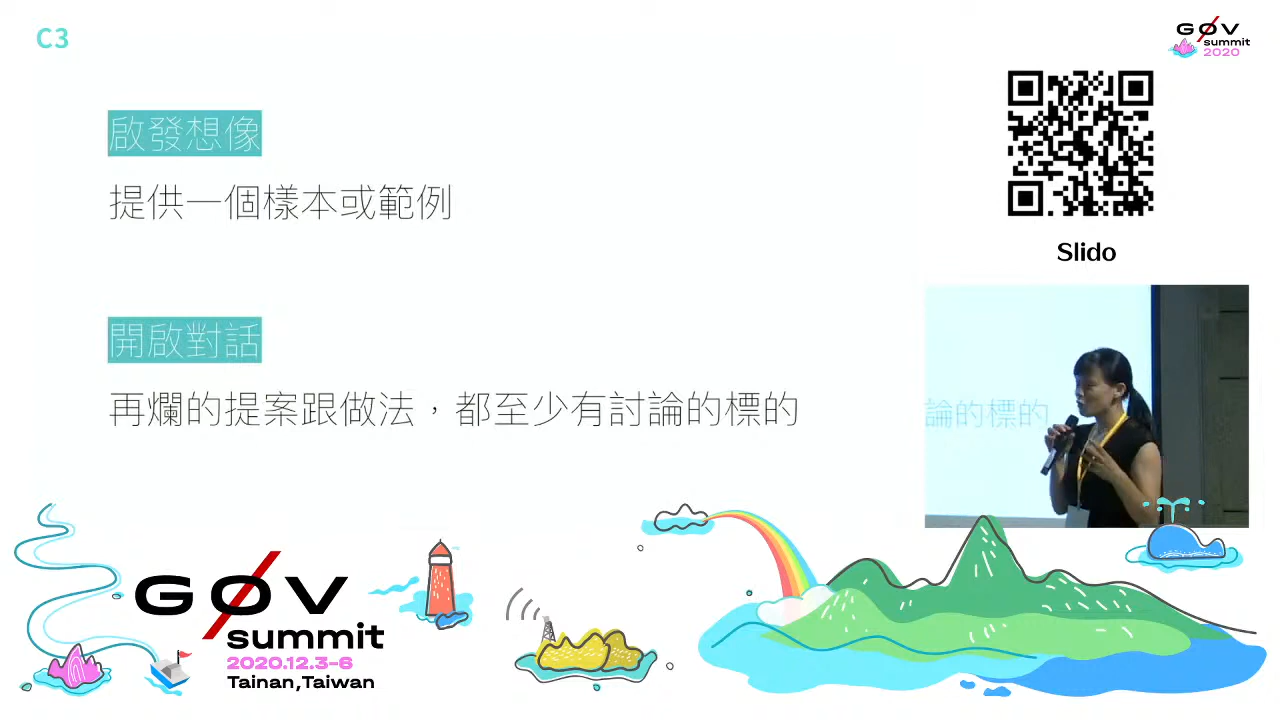 C3
GØV
summit
2020
啟發想像
提供一個樣本或範例
Slido
開啟對話
再爛的提案跟做法，都至少有討論的標的
論的標的
GØV
summit
2020.12.3-6
Tainan,Taiwan